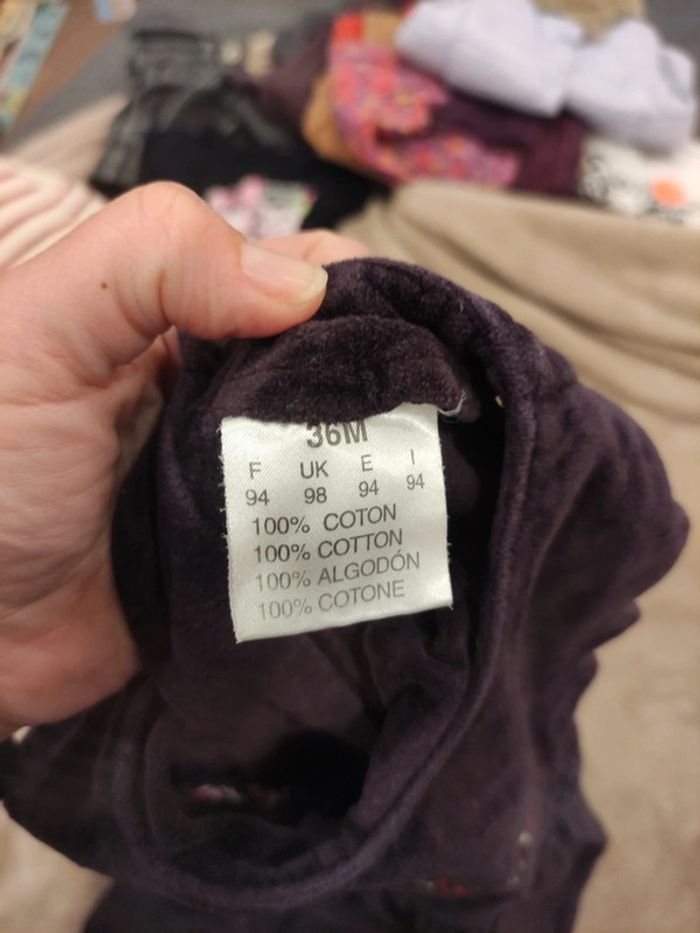 36M
F UK E I
94 98 94 94
100% COTON
100% COTTON
100% ALGODÓN
100% COTONE